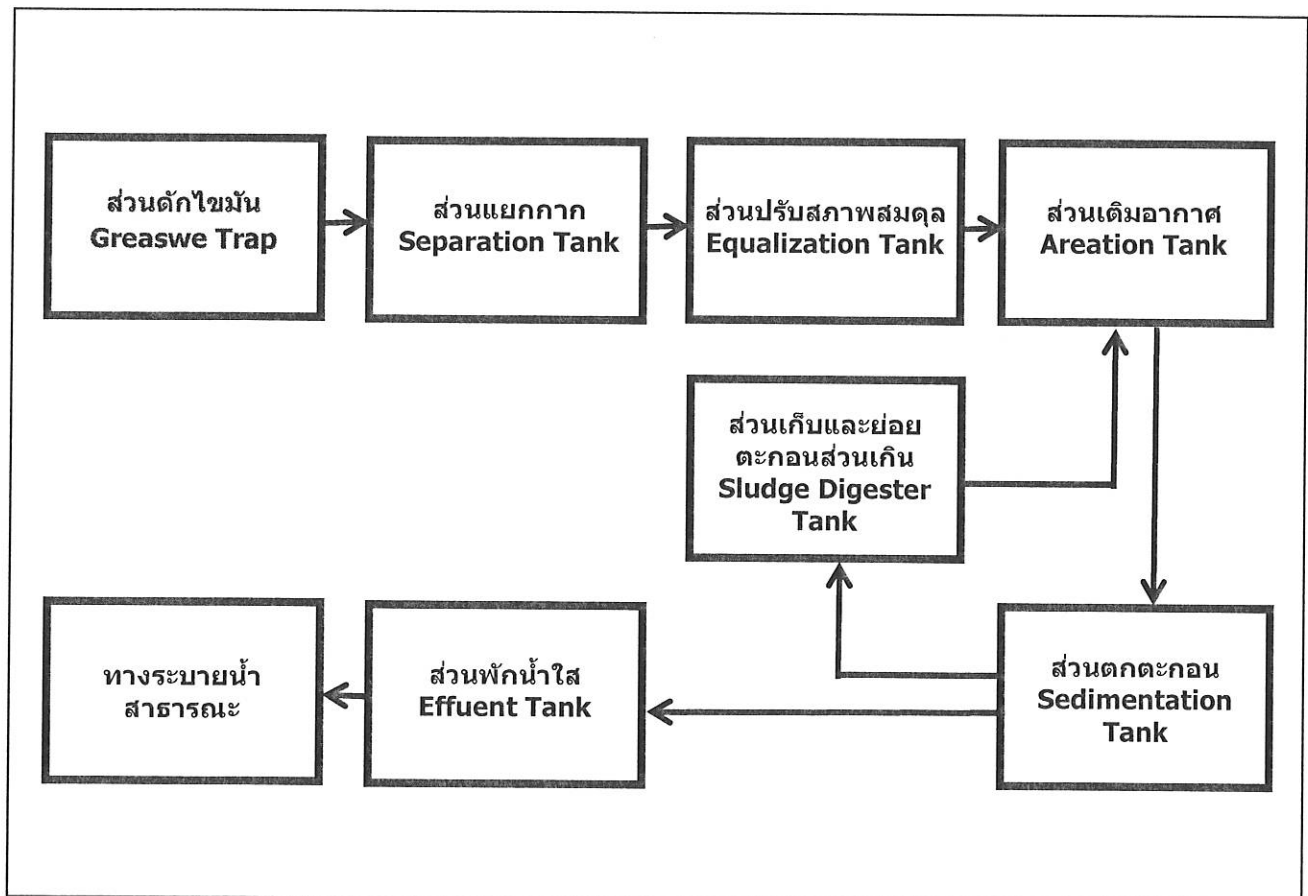 ส่วนดักไขมัน
Greaswe Trap
ส่วนแยกกาก
Separation Tank
ส่วนปรับสภาพสมดุล
Equalization Tank
ส่วนเติมอากาศ
Areation Tank
ส่วนเก็บและย่อย
ตะกอนส่วนเกิน
Sludge Digester
Tank
ทางระบายน้ำ
สาธารณะ
ส่วนพักน้ำใส
Effuent Tank
ส่วนตกตะกอน
Sedimentation
Tank